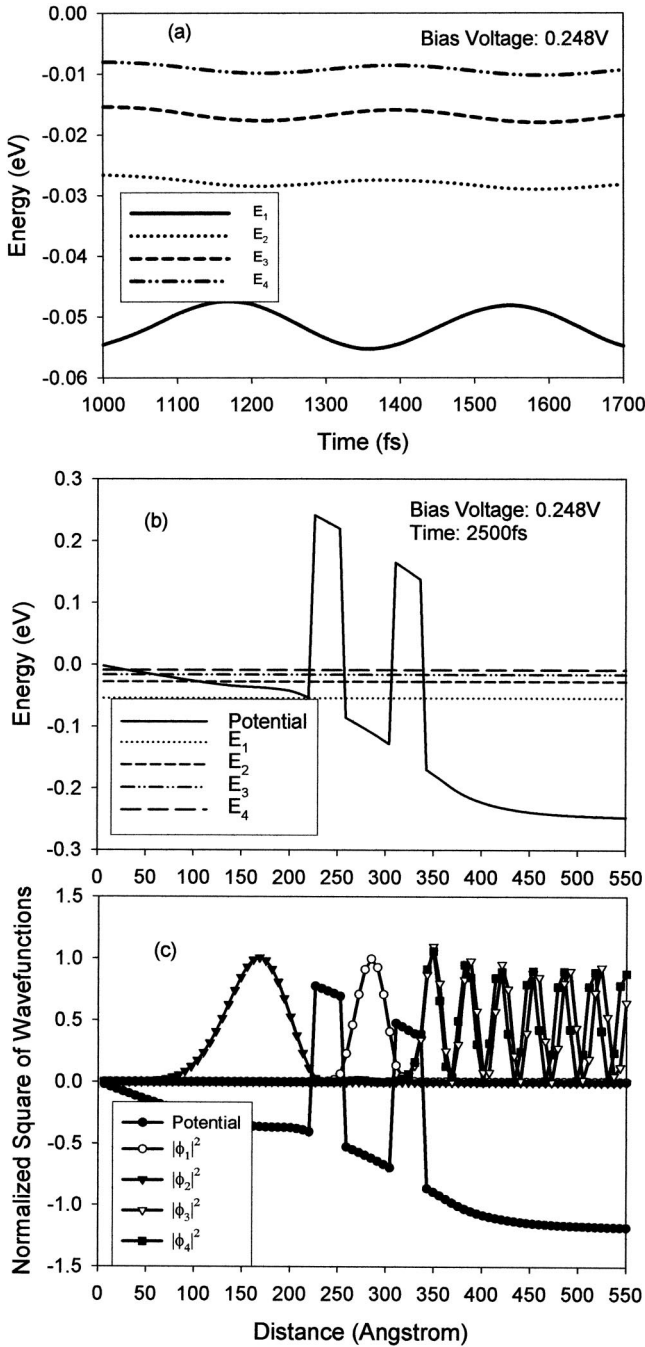 (a)
Bias Voltage: 0.248V
0.00
-0.01
-0.02
-0.03
-0.04
-0.05
-0.06
Energy (eV)
E₁
E₂
E₃
E₄
1000 1100 1200 1300 1400 1500 1600 1700
Time (fs)
(b)
Bias Voltage: 0.248V
Time: 2500fs
0.3
0.2
0.1
0.0
-0.1
-0.2
-0.3
Energy (eV)
Potential
E₁
E₂
E₃
E₄
0 50 100 150 200 250 300 350 400 450 500 550
(c)
1.5
1.0
0.5
0.0
-0.5
-1.0
-1.5
Normalized Square of Wavefunctions
Potential
|ϕ₁|²
|ϕ₂|²
|ϕ₃|²
|ϕ₄|²
0 50 100 150 200 250 300 350 400 450 500 550
Distance (Angstrom)